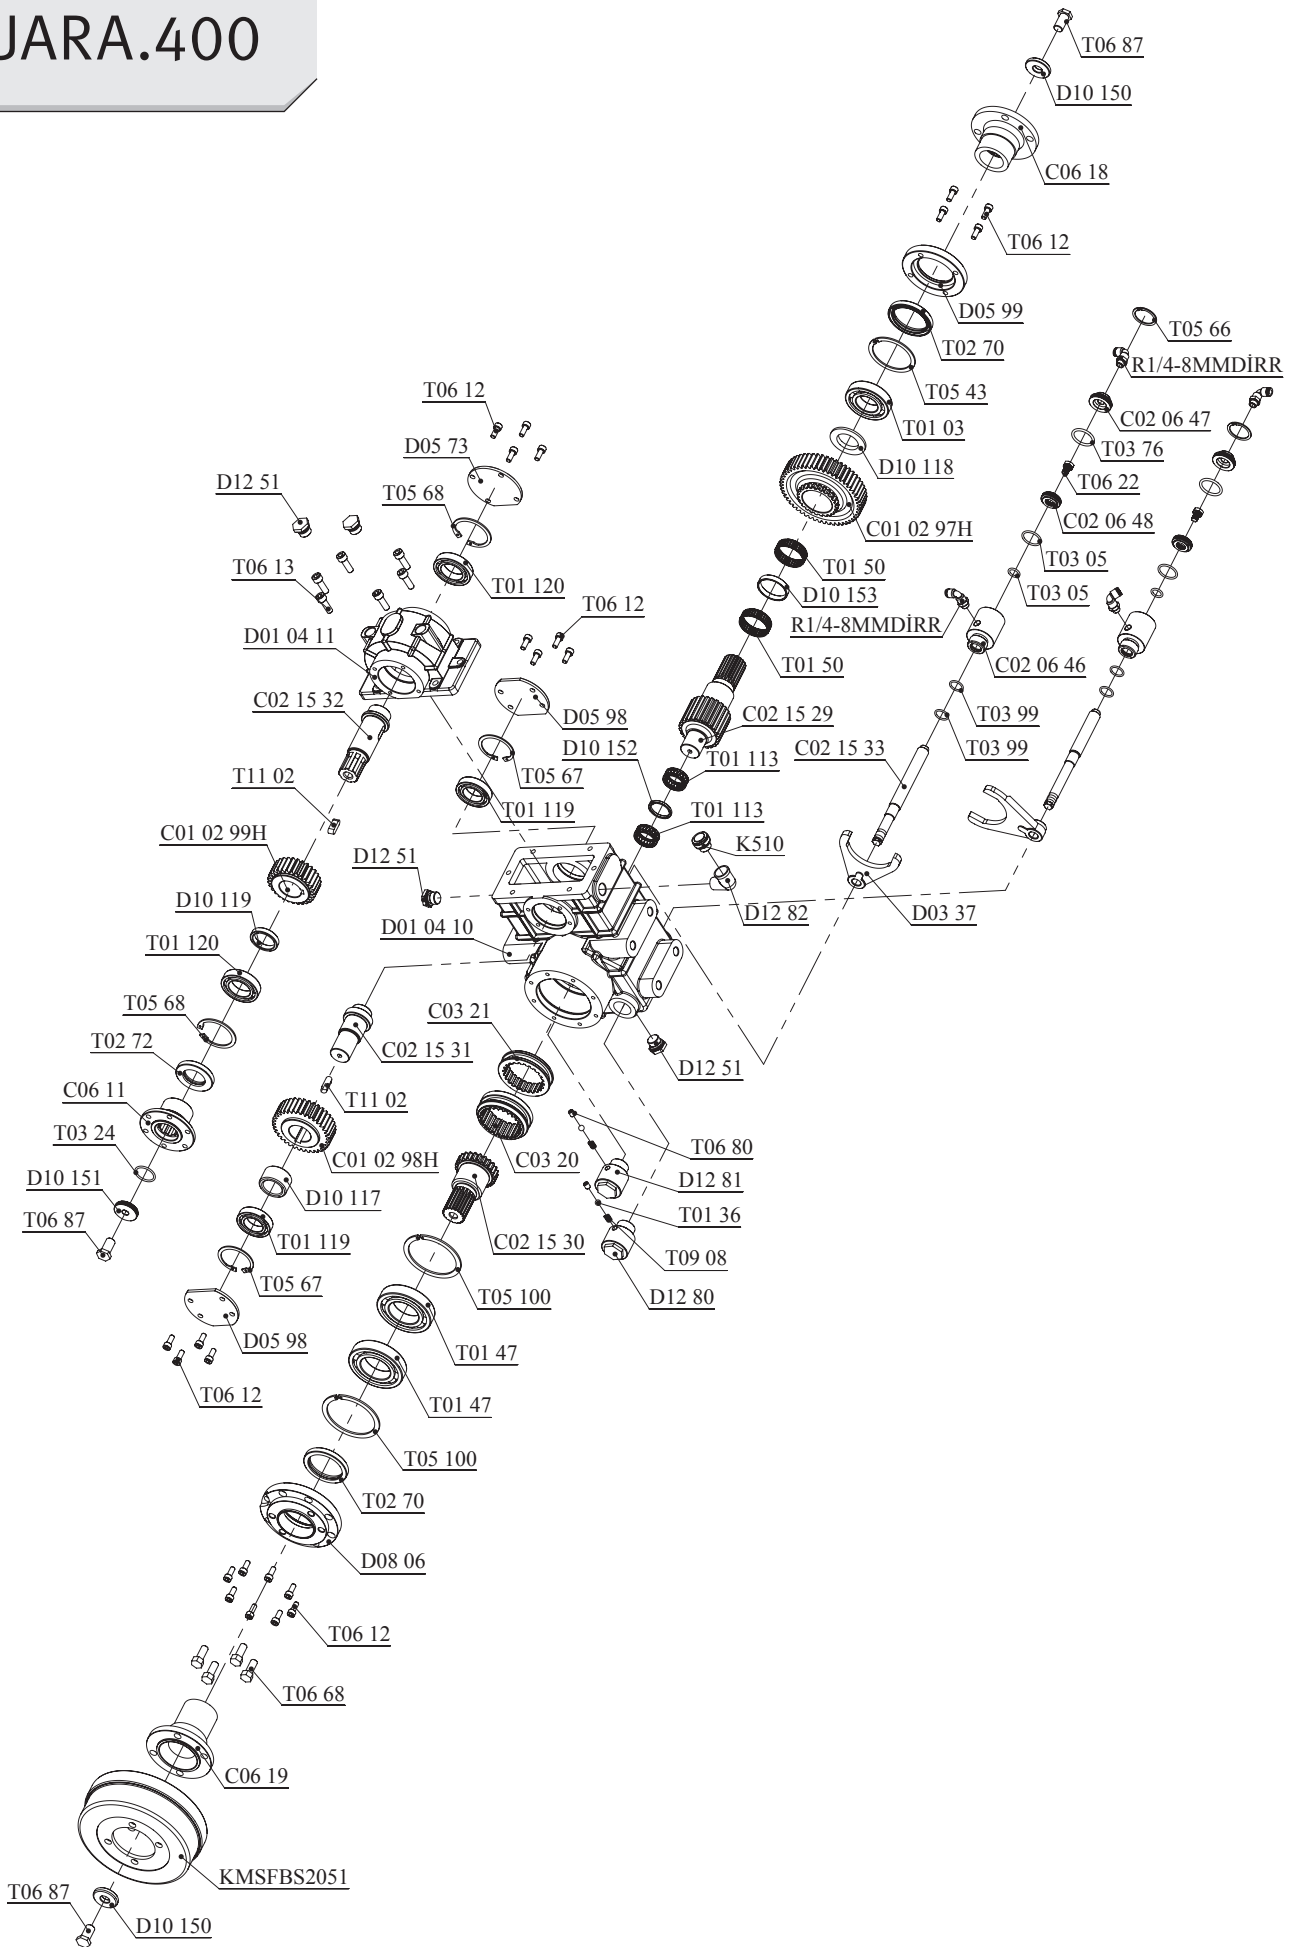 JARA.400
T06 87
D10 150
C06 18
T06 12
D05 99
T02 70
T05 66
R1/4-8MMDİRR
T05 43
T06 12
C02 06 47
T01 03
D05 73
T03 76
D10 118
D12 51
T06 22
T05 68
C02 06 48
C01 02 97H
T03 05
T01 50
T06 13
T01 120
T03 05
D10 153
T06 12
R1/4-8MMDİRR
D01 04 11
T01 50
C02 06 46
C02 15 32
D05 98
C02 15 29
T03 99
D10 152
C02 15 33
T03 99
T11 02
T05 67
T01 113
T01 119
T01 113
C01 02 99H
K510
D12 51
D10 119
D12 82
D03 37
D01 04 10
T01 120
T05 68
C03 21
T02 72
C02 15 31
D12 51
C06 11
T11 02
T03 24
T06 80
C01 02 98H
C03 20
D12 81
D10 151
D10 117
T01 36
T06 87
T01 119
C02 15 30
T09 08
T05 67
T05 100
D12 80
D05 98
T01 47
T06 12
T01 47
T05 100
T02 70
D08 06
T06 12
T06 68
C06 19
KMSFBS2051
T06 87
D10 150